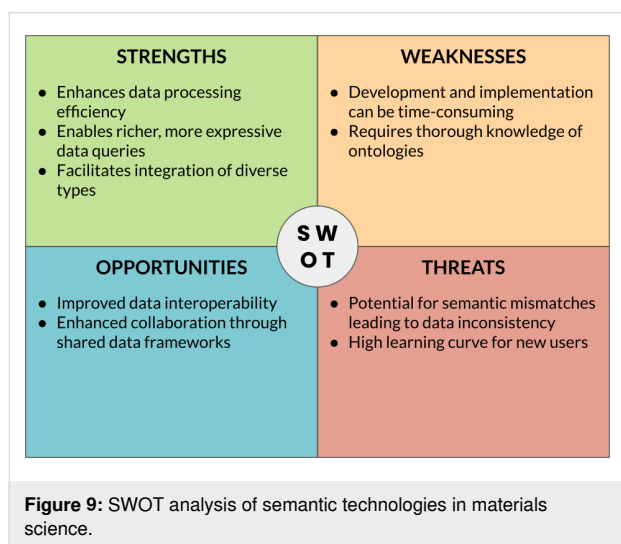 STRENGTHS
● Enhances data processing
efficiency
● Enables richer, more expressive
data queries
● Facilitates integration of diverse
types
WEAKNESSES
● Development and implementation
can be time-consuming
● Requires thorough knowledge of
ontologies
S W
O T
OPPORTUNITIES
● Improved data interoperability
● Enhanced collaboration through
shared data frameworks
THREATS
● Potential for semantic mismatches
leading to data inconsistency
● High learning curve for new users
Figure 9: SWOT analysis of semantic technologies in materials
science.